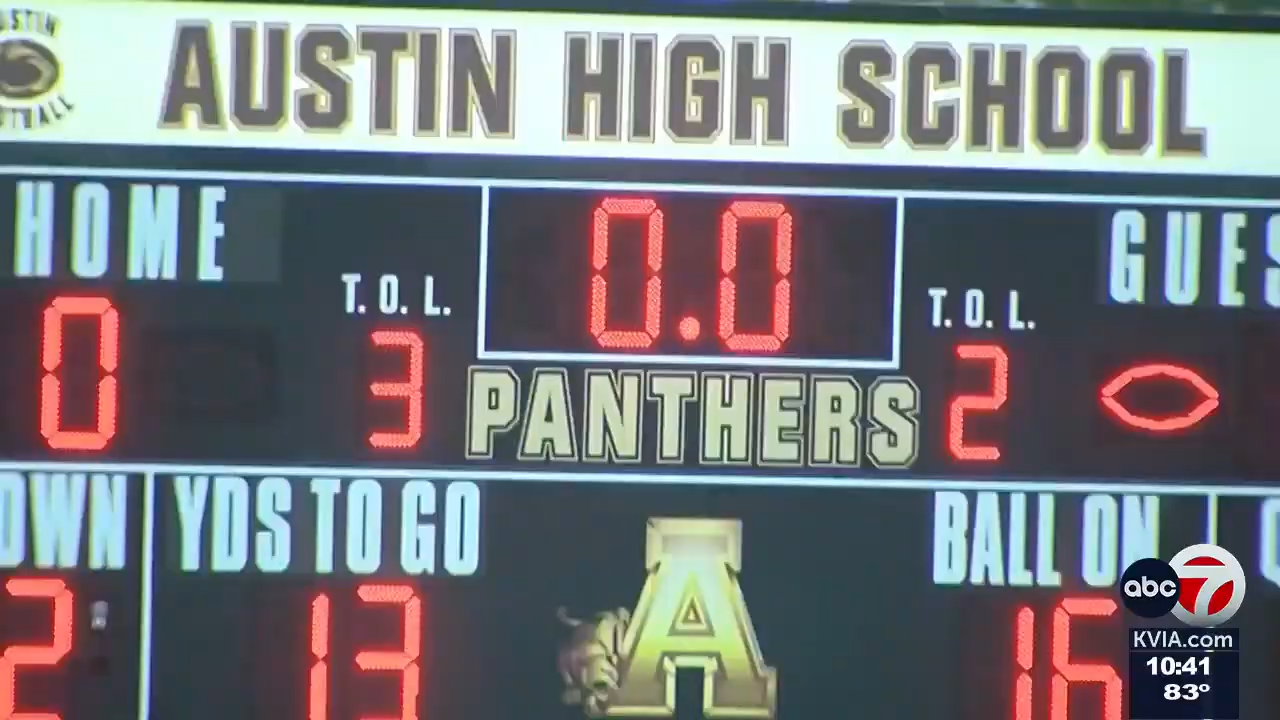 AUSTIN HIGH SCHOOL
HOME
0.0
GUES
T. O. L.
T. O. L.
0
3
2
PANTHERS
OWN
YDS TO GO
BALL ON
2
13
A
16
abc 7
KVIA.com
10:41
83°